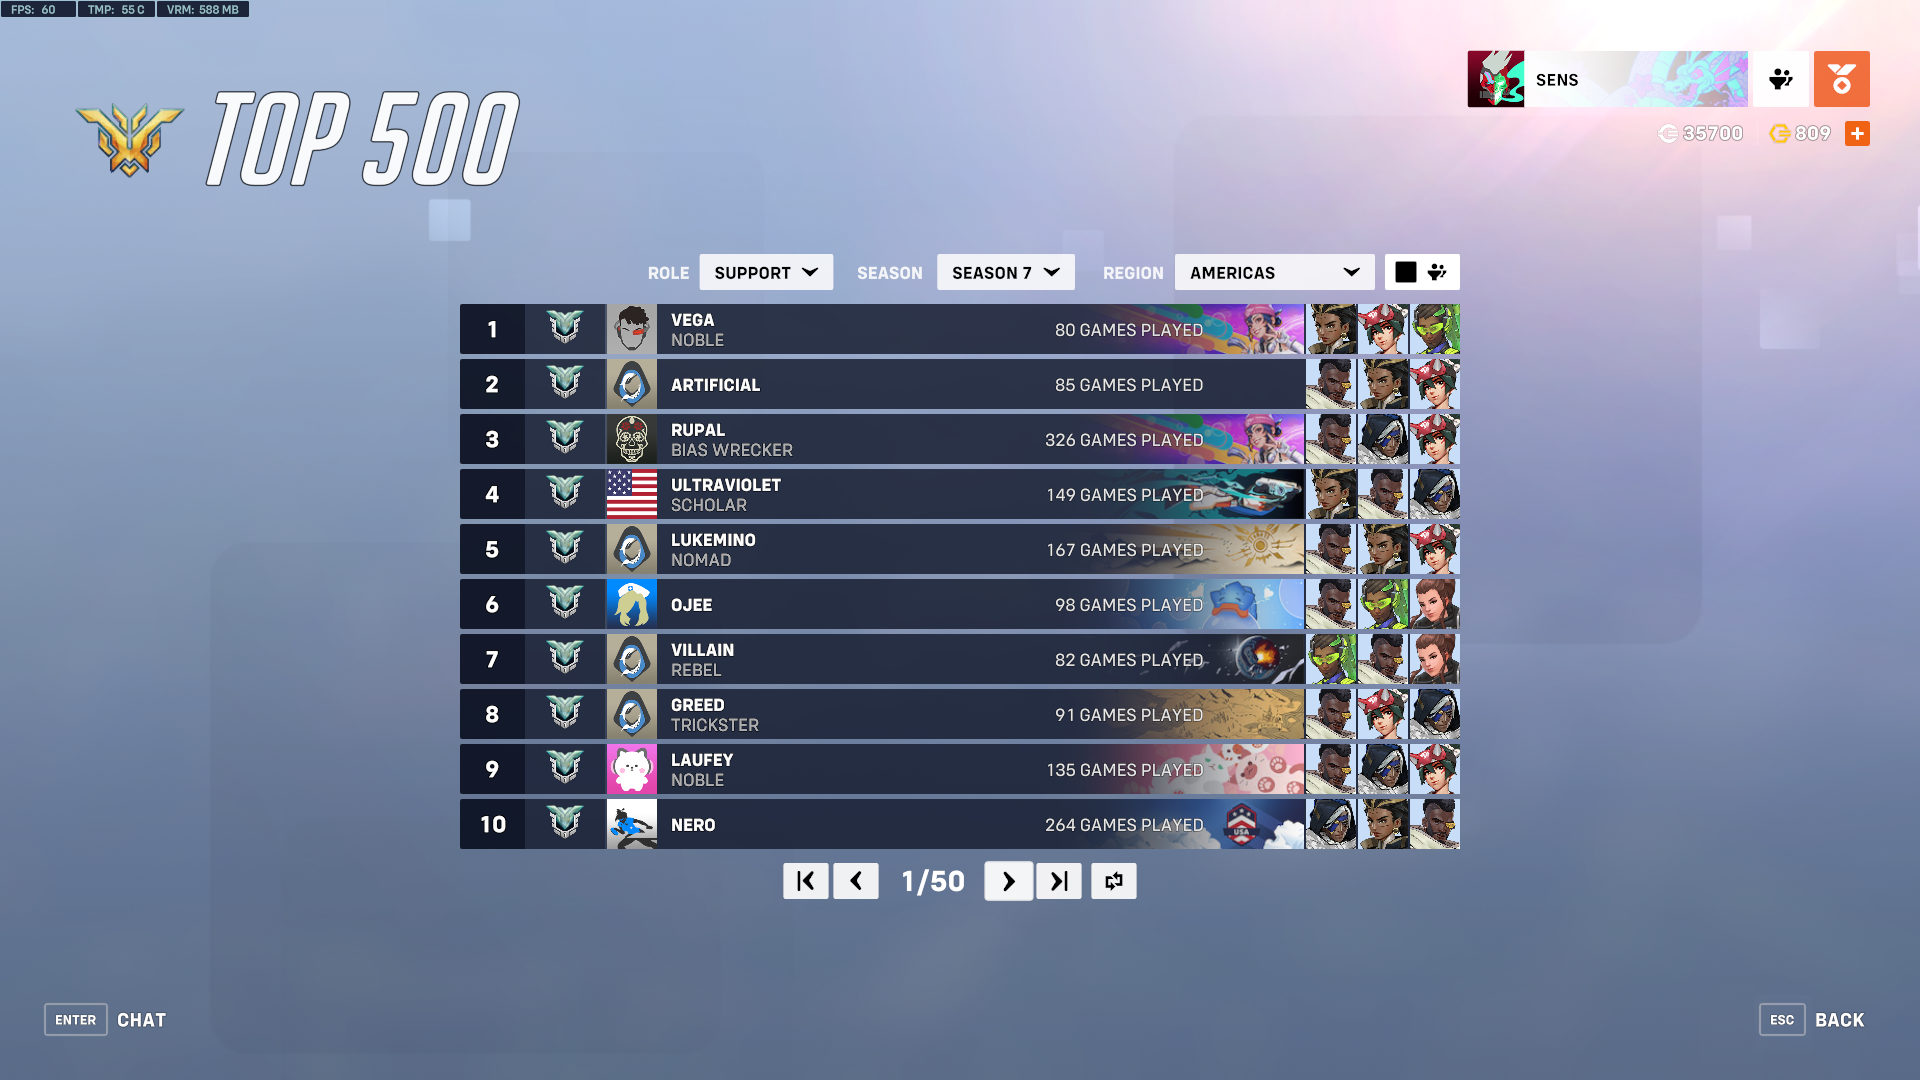 FPS: 60 TMP: 55 C VRM: 588 MB
TOP 500
SENS
35700 809
ROLE SUPPORT SEASON SEASON 7 REGION AMERICAS
1 VEGA 80 GAMES PLAYED
NOBLE
2 ARTIFICIAL 85 GAMES PLAYED
3 RUPAL 326 GAMES PLAYED
BIAS WRECKER
4 ULTRAVIOLET 149 GAMES PLAYED
SCHOLAR
5 LUKEMINO 167 GAMES PLAYED
NOMAD
6 OJEE 98 GAMES PLAYED
7 VILLAIN 82 GAMES PLAYED
REBEL
8 GREED 91 GAMES PLAYED
TRICKSTER
9 LAUFEY 135 GAMES PLAYED
NOBLE
10 NERO 264 GAMES PLAYED USA
1/50
ENTER CHAT
ESC BACK